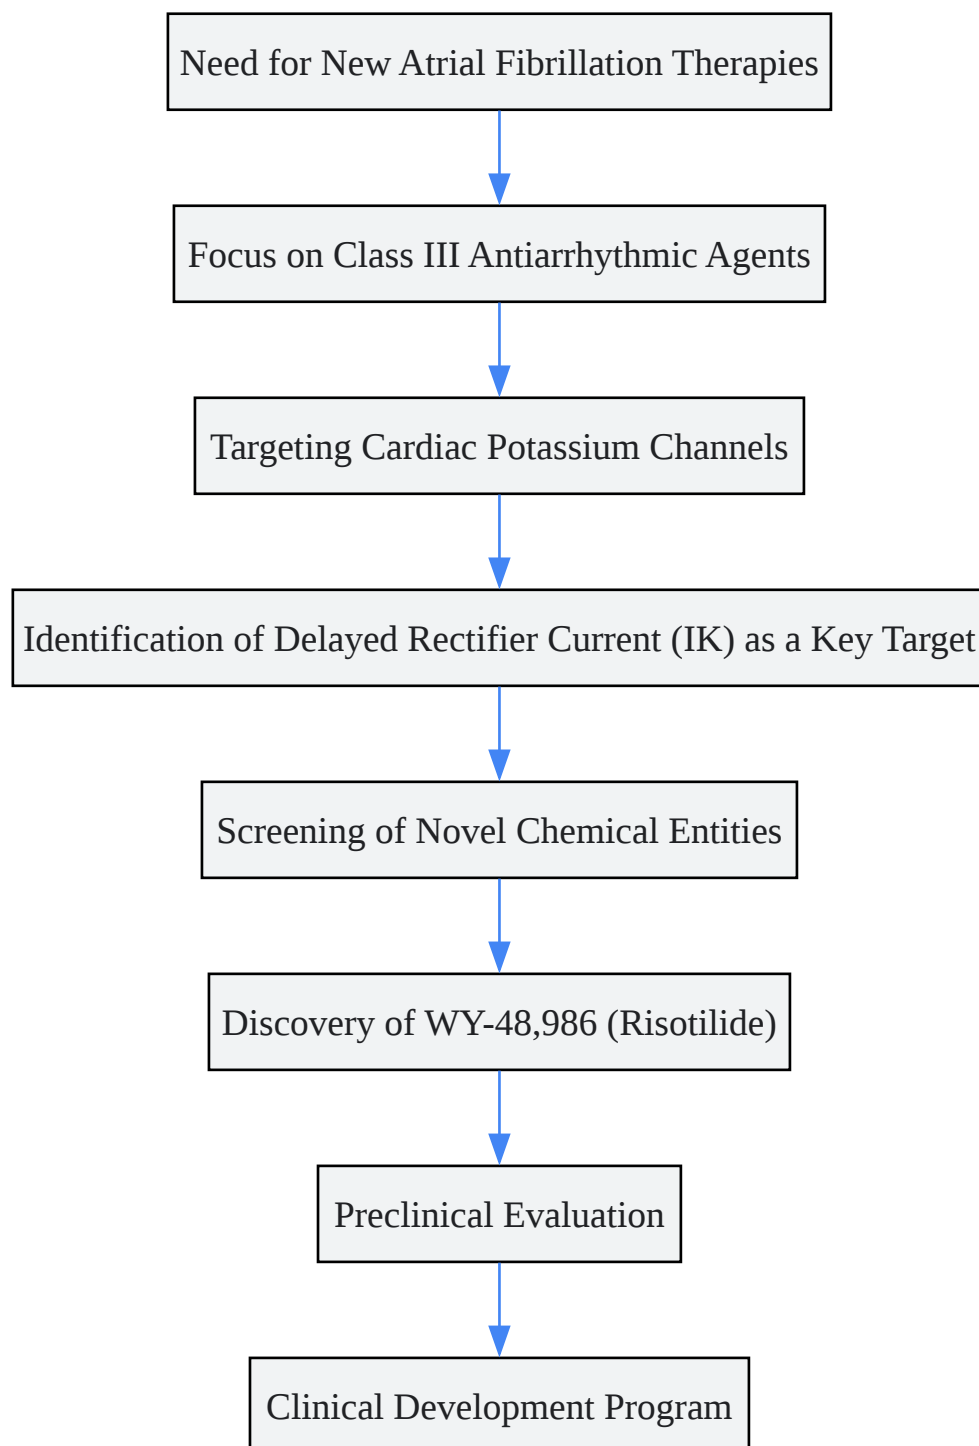 Need for New Atrial Fibrillation Therapies
Focus on Class III Antiarrhythmic Agents
Targeting Cardiac Potassium Channels
Identification of Delayed Rectifier Current (IK) as a Key Target
Screening of Novel Chemical Entities
Discovery of WY-48,986 (Risotilide)
Preclinical Evaluation
Clinical Development Program